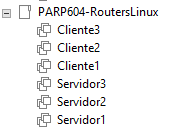 PARP604-RoutersLinux
Cliente3
Cliente2
Cliente1
Servidor3
Servidor2
Servidor1